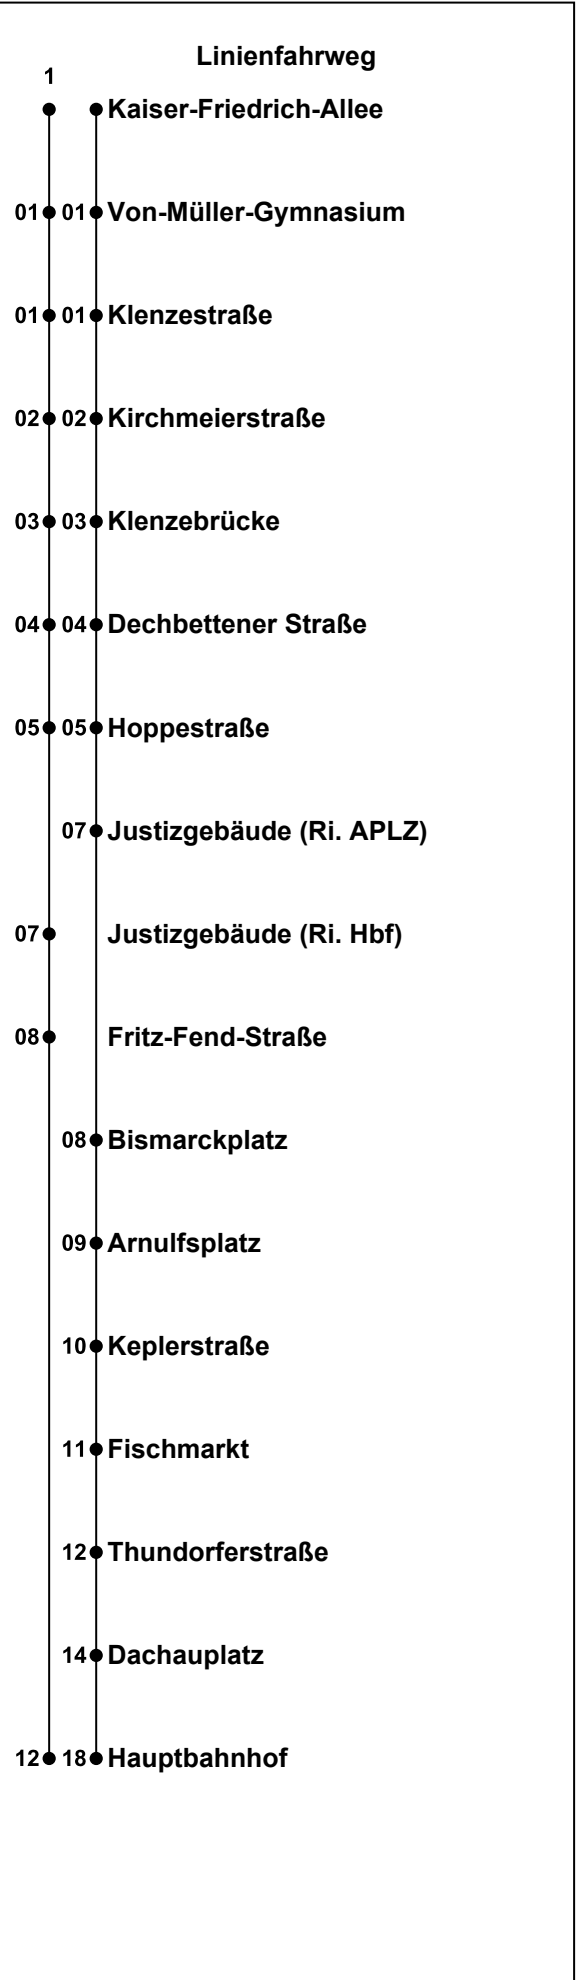 Linienfahrweg
1
Kaiser-Friedrich-Allee
01 01 Von-Müller-Gymnasium
01 01 Klenzestraße
02 02 Kirchmeierstraße
03 03 Klenzebrücke
04 04 Dechbettener Straße
05 05 Hoppestraße
07 Justizgebäude (Ri. APLZ)
07 Justizgebäude (Ri. Hbf)
08 Fritz-Fend-Straße
08 Bismarckplatz
09 Arnulfsplatz
10 Keplerstraße
11 Fischmarkt
12 Thundorferstraße
14 Dachauplatz
12 18 Hauptbahnhof